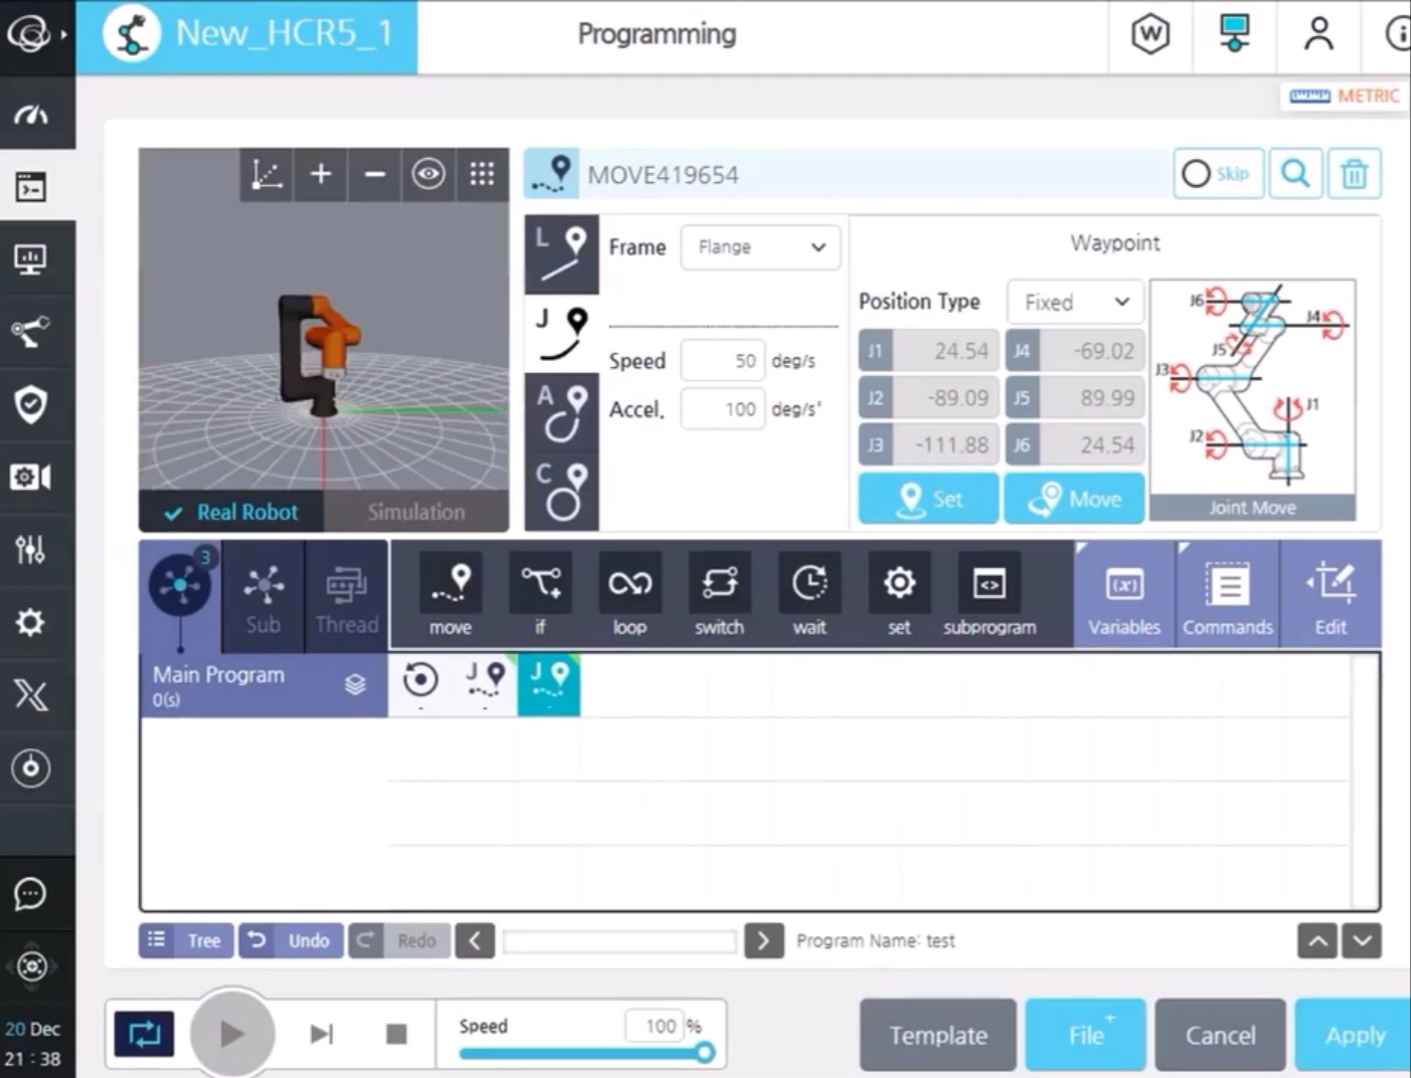 New_HCR5_1
Programming
W
METRIC
MOVE419654
Skip
L
Frame
Flange
Waypoint
J
Position Type
Fixed
J1 24.54 J4 -69.02
Speed 50 deg/s
J2 -89.09 J5 89.99
A
Accel. 100 deg/s²
J3 -111.88 J6 24.54
C
Set
Move
J6
J4
J5
J3
J1
J2
Joint Move
Real Robot
Simulation
3
Sub
Thread
move
if
loop
switch
wait
set
subprogram
(x)
Variables
Commands
Edit
Main Program
0(s)
J
-
J
-
-
Tree
Undo
Redo
Program Name: test
20 Dec
21 : 38
Speed 100 %
Template
File+
Cancel
Apply